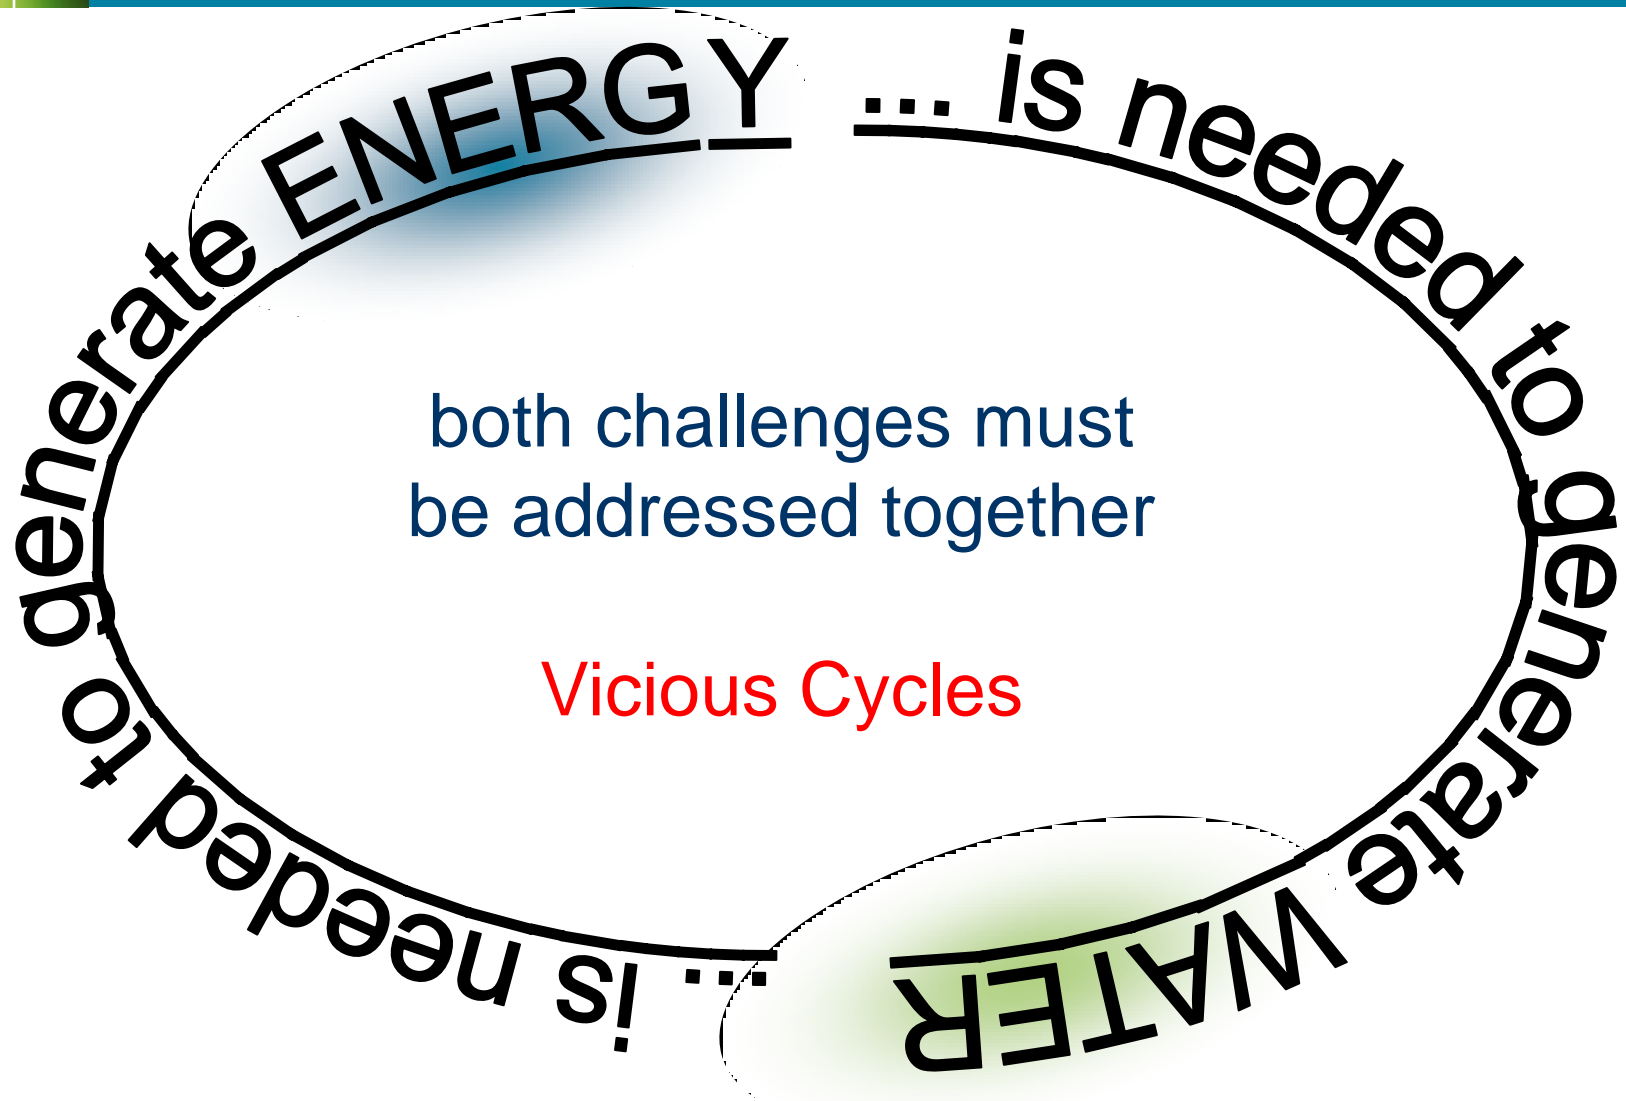 ENERGY ... is needed to generate WATER ... is needed to generate
both challenges must
be addressed together
Vicious Cycles